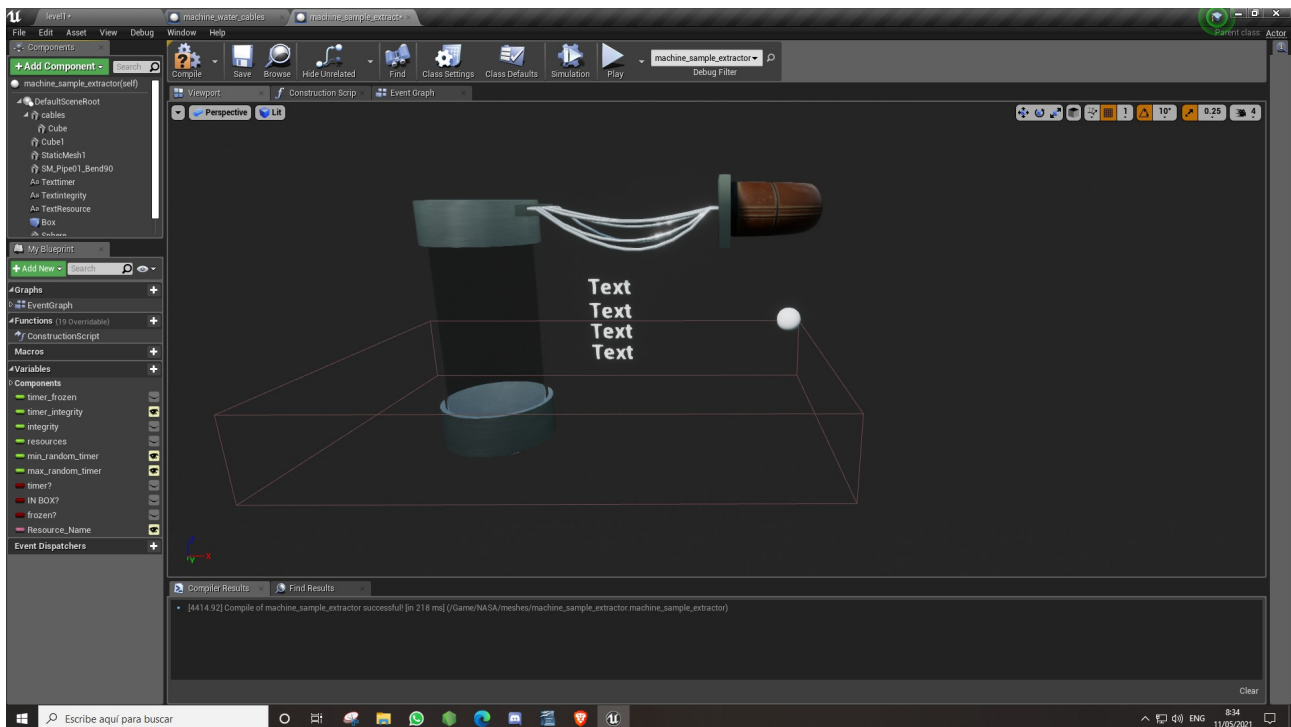 level1•
machine_water_cables
machine_sample_extract•
Parent class: Actor
File Edit Asset View Debug Window Help
Components
+Add Component Search
machine_sample_extractor(self)
DefaultSceneRoot
cables
Cube
Cube1
StaticMesh1
SM_Pipe01_Bend90
Aa Texttimer
Aa Textintegrity
Aa TextResource
Box
Sphere
Compile
Save
Browse
Hide Unrelated
Find
Class Settings
Class Defaults
Simulation
Play
machine_sample_extractor
Debug Filter
Viewport
Construction Scrip
Event Graph
Perspective
Lit
1 10° 0.25 4
Text
Text
Text
Text
Z
X
Y
My Blueprint
+Add New Search
Graphs
EventGraph
Functions (19 Overridable)
ConstructionScript
Macros
Variables
Components
timer_frozen
timer_integrity
integrity
resources
min_random_timer
max_random_timer
timer?
IN BOX?
frozen?
Resource_Name
Event Dispatchers
Compiler Results
Find Results
[4414.92] Compile of machine_sample_extractor successful! [in 218 ms] (/Game/NASA/meshes/machine_sample_extractor.machine_sample_extractor)
Clear
Escribe aquí para buscar
ENG
8:34
11/05/2021